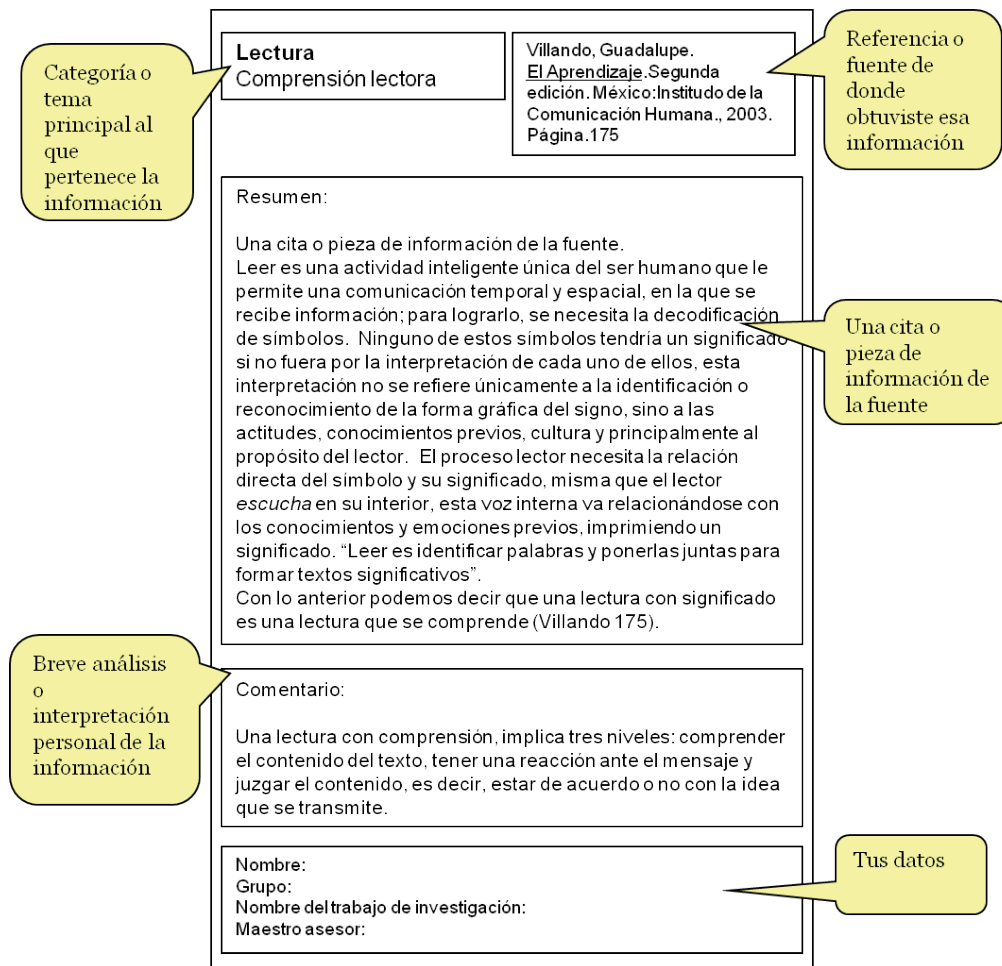 Categoría o
tema
principal al
que
pertenece la
información
Lectura
Comprensión lectora
Villando, Guadalupe.
El Aprendizaje.Segunda
edición. México:Institudo de la
Comunicación Humana., 2003.
Página.175
Referencia o
fuente de
donde
obtuviste esa
información
Resumen:
Una cita o pieza de información de la fuente.
Leer es una actividad inteligente única del ser humano que le
permite una comunicación temporal y espacial, en la que se
recibe información; para lograrlo, se necesita la decodificación
de símbolos. Ninguno de estos símbolos tendría un significado
si no fuera por la interpretación de cada uno de ellos, esta
interpretación no se refiere únicamente a la identificación o
reconocimiento de la forma gráfica del signo, sino a las
actitudes, conocimientos previos, cultura y principalmente al
propósito del lector. El proceso lector necesita la relación
directa del símbolo y su significado, misma que el lector
escucha en su interior, esta voz interna va relacionándose con
los conocimientos y emociones previos, imprimiendo un
significado. “Leer es identificar palabras y ponerlas juntas para
formar textos significativos”.
Con lo anterior podemos decir que una lectura con significado
es una lectura que se comprende (Villando 175).
Una cita o
pieza de
información de
la fuente
Breve análisis
o
interpretación
personal de la
información
Comentario:
Una lectura con comprensión, implica tres niveles: comprender
el contenido del texto, tener una reacción ante el mensaje y
juzgar el contenido, es decir, estar de acuerdo o no con la idea
que se transmite.
Nombre:
Grupo:
Nombre del trabajo de investigación:
Maestro asesor:
Tus datos